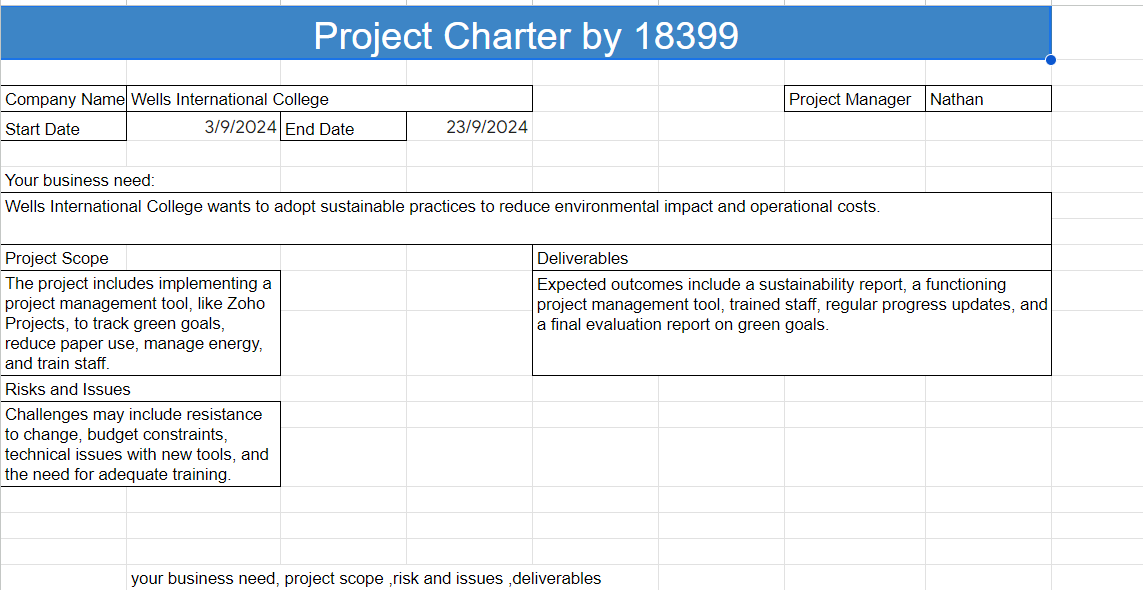 Project Charter by 18399
Company Name Wells International College Project Manager Nathan
Start Date 3/9/2024 End Date 23/9/2024
Your business need:
Wells International College wants to adopt sustainable practices to reduce environmental impact and operational costs.
Project Scope
The project includes implementing a
project management tool, like Zoho
Projects, to track green goals,
reduce paper use, manage energy,
and train staff.
Deliverables
Expected outcomes include a sustainability report, a functioning
project management tool, trained staff, regular progress updates, and
a final evaluation report on green goals.
Risks and Issues
Challenges may include resistance
to change, budget constraints,
technical issues with new tools, and
the need for adequate training.
your business need, project scope ,risk and issues ,deliverables